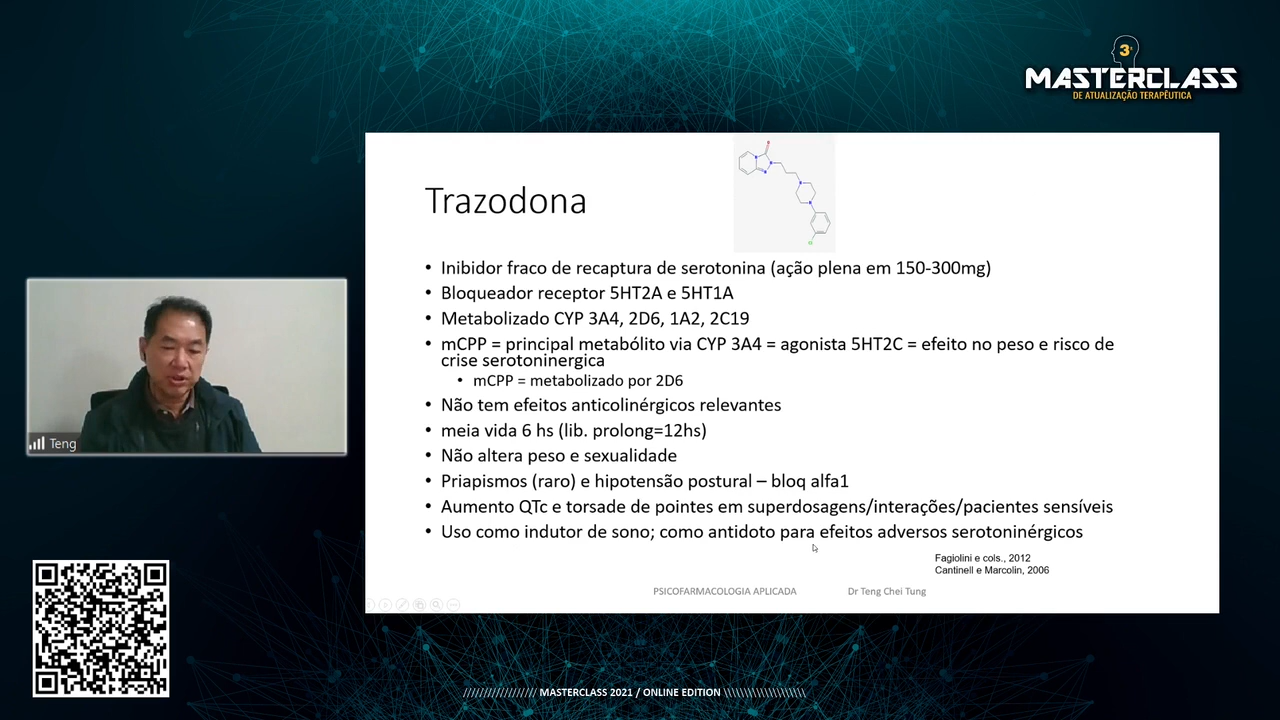 3ª
MASTERCLASS
DE ATUALIZAÇÃO TERAPÊUTICA
Trazodona
• Inibidor fraco de recaptura de serotonina (ação plena em 150-300mg)
• Bloqueador receptor 5HT2A e 5HT1A
• Metabolizado CYP 3A4, 2D6, 1A2, 2C19
• mCPP = principal metabólito via CYP 3A4 = agonista 5HT2C = efeito no peso e risco de
crise serotoninergica
• mCPP = metabolizado por 2D6
• Não tem efeitos anticolinérgicos relevantes
• meia vida 6 hs (lib. prolong=12hs)
• Não altera peso e sexualidade
• Priapismos (raro) e hipotensão postural – bloq alfa1
• Aumento QTc e torsade de pointes em superdosagens/interações/pacientes sensíveis
• Uso como indutor de sono; como antidoto para efeitos adversos serotoninérgicos
Fagiolini e cols., 2012
Cantinell e Marcolin, 2006
PSICOFARMACOLOGIA APLICADA Dr Teng Chei Tung
Teng
////////////////// MASTERCLASS 2021 / ONLINE EDITION \\\\\\\\\\\\\\\\\\\\